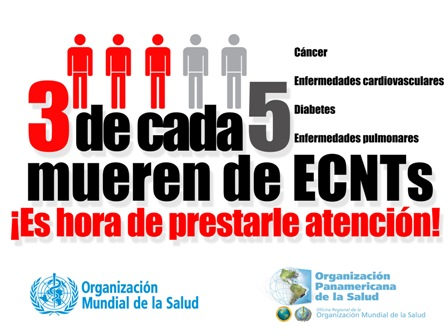 Cáncer
Enfermedades cardiovasculares
Diabetes
Enfermedades pulmonares
3 de cada 5
mueren de ECNTs
¡Es hora de prestarle atención!
Organización
Mundial de la Salud
Organización
Panamericana
de la Salud
Oficina Regional de la
Organización Mundial de la Salud